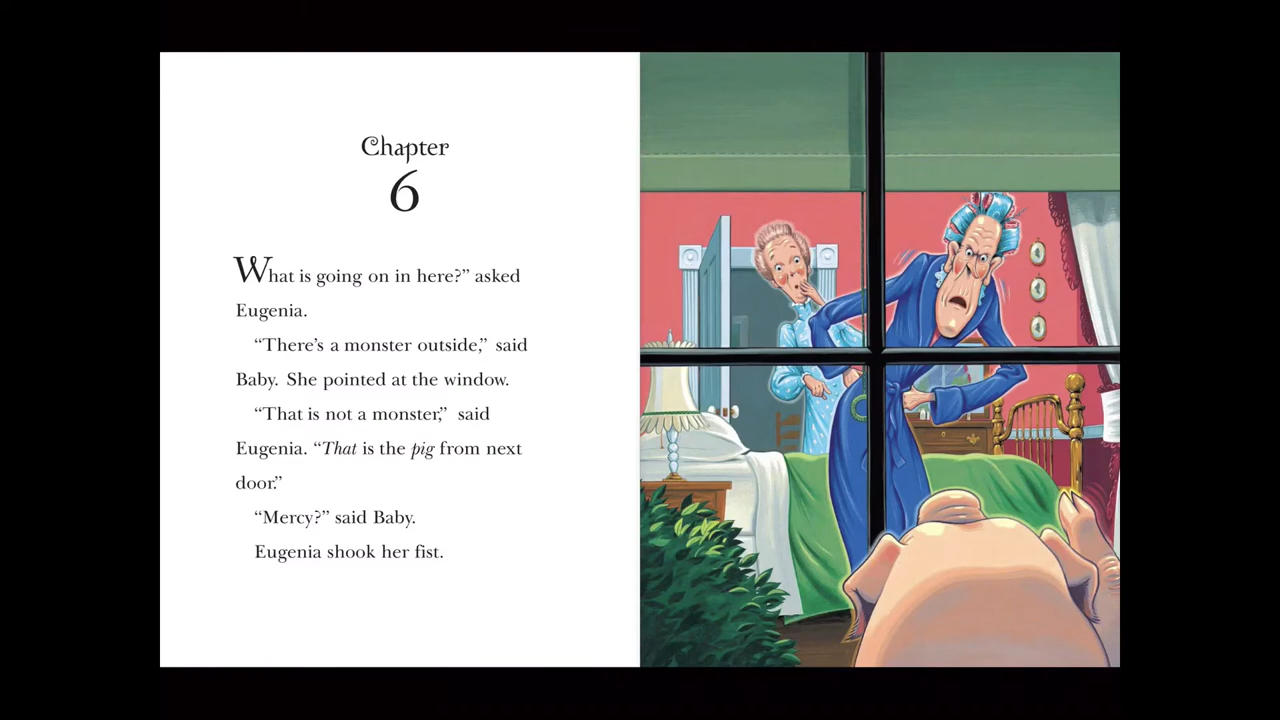 Chapter
6
What is going on in here?” asked
Eugenia.
“There’s a monster outside,” said
Baby. She pointed at the window.
“That is not a monster,” said
Eugenia. “That is the pig from next
door.”
“Mercy?” said Baby.
Eugenia shook her fist.